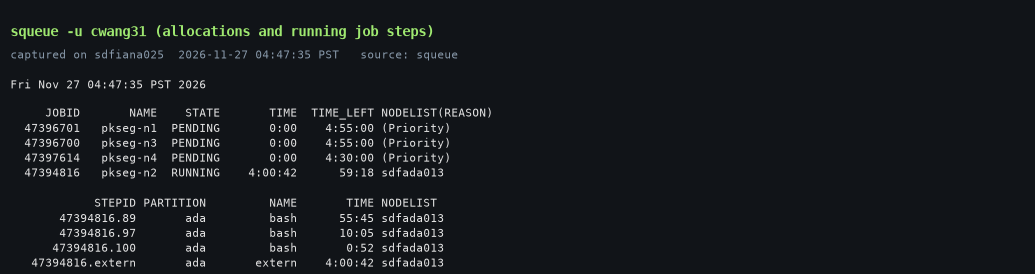 squeue -u cwang31 (allocations and running job steps)
captured on sdfiana025  2026-11-27 04:47:35 PST   source: squeue
Fri Nov 27 04:47:35 PST 2026
     JOBID       NAME    STATE       TIME  TIME_LEFT NODELIST(REASON)
  47396701   pkseg-n1  PENDING       0:00    4:55:00 (Priority)
  47396700   pkseg-n3  PENDING       0:00    4:55:00 (Priority)
  47397614   pkseg-n4  PENDING       0:00    4:30:00 (Priority)
  47394816   pkseg-n2  RUNNING    4:00:42      59:18 sdfada013
            STEPID PARTITION         NAME       TIME NODELIST
       47394816.89       ada         bash      55:45 sdfada013
       47394816.97       ada         bash      10:05 sdfada013
      47394816.100       ada         bash       0:52 sdfada013
   47394816.extern       ada       extern    4:00:42 sdfada013